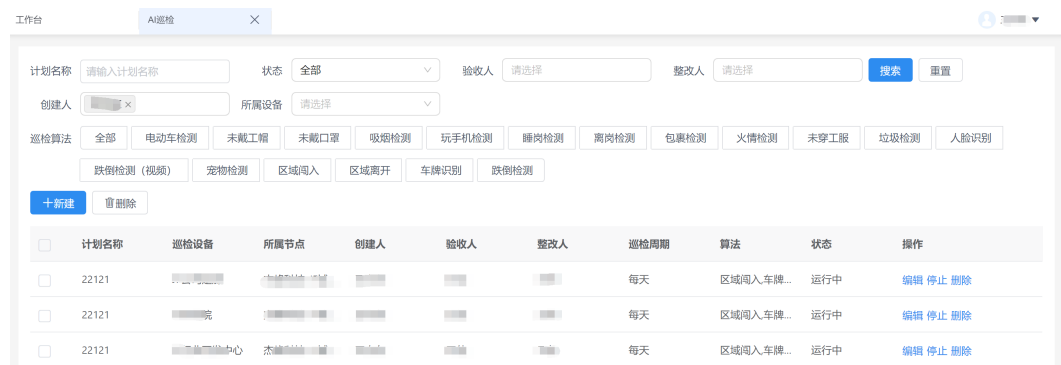 工作台 AI巡检
计划名称 请输入计划名称 状态 全部 验收人 请选择 整改人 请选择 搜索 重置
创建人 所属设备 请选择
巡检算法 全部 电动车检测 未戴工帽 未戴口罩 吸烟检测 玩手机检测 睡岗检测 离岗检测 包裹检测 火情检测 未穿工服 垃圾检测 人脸识别
跌倒检测（视频） 宠物检测 区域闯入 区域离开 车牌识别 跌倒检测
新建 删除
计划名称 巡检设备 所属节点 创建人 验收人 整改人 巡检周期 算法 状态 操作
22121 每天 区域闯入,车牌... 运行中 编辑 停止 删除
22121 院 每天 区域闯入,车牌... 运行中 编辑 停止 删除
22121 中心 每天 区域闯入,车牌... 运行中 编辑 停止 删除